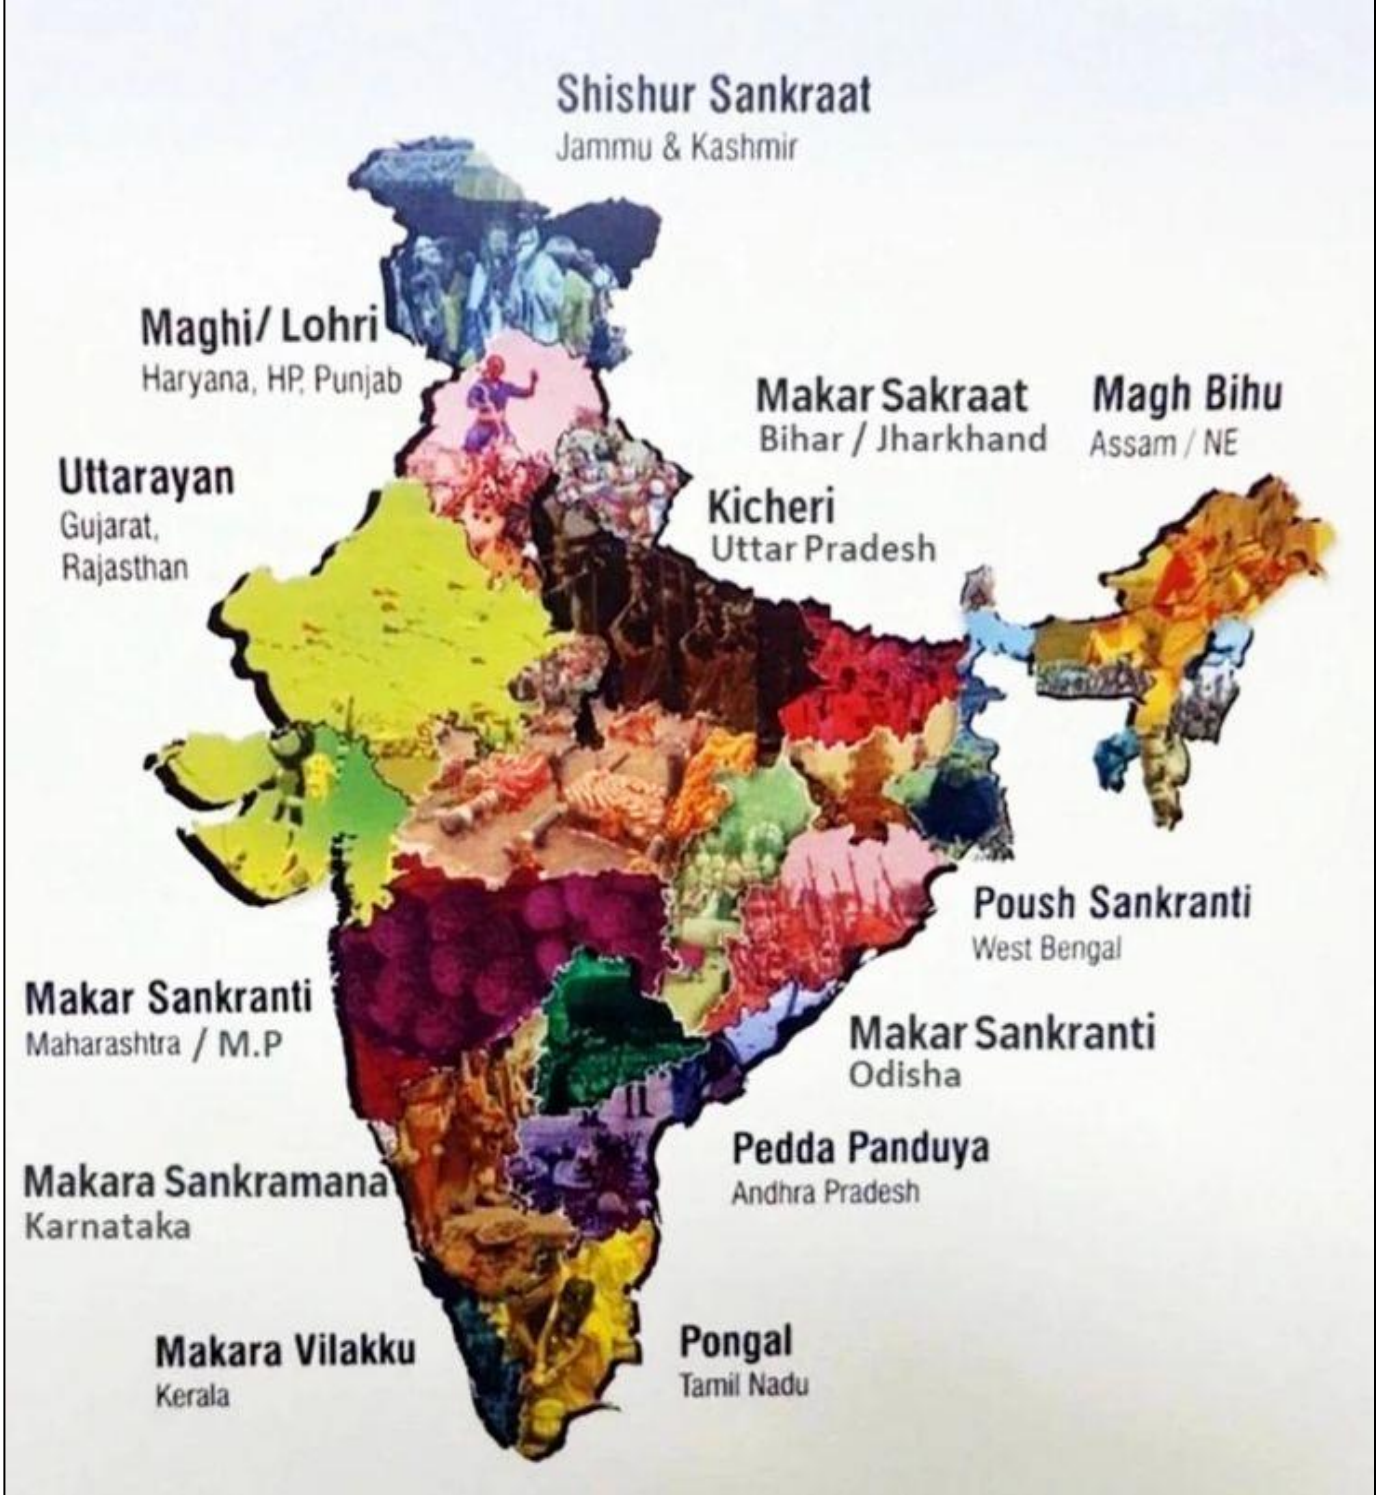 Shishur Sankraat
Jammu & Kashmir
Maghi/ Lohri
Haryana, HP, Punjab
Makar Sakraat
Bihar / Jharkhand
Magh Bihu
Assam / NE
Uttarayan
Gujarat,
Rajasthan
Kicheri
Uttar Pradesh
Poush Sankranti
West Bengal
Makar Sankranti
Maharashtra / M.P
Makar Sankranti
Odisha
Pedda Panduya
Andhra Pradesh
Makara Sankramana
Karnataka
Makara Vilakku
Kerala
Pongal
Tamil Nadu